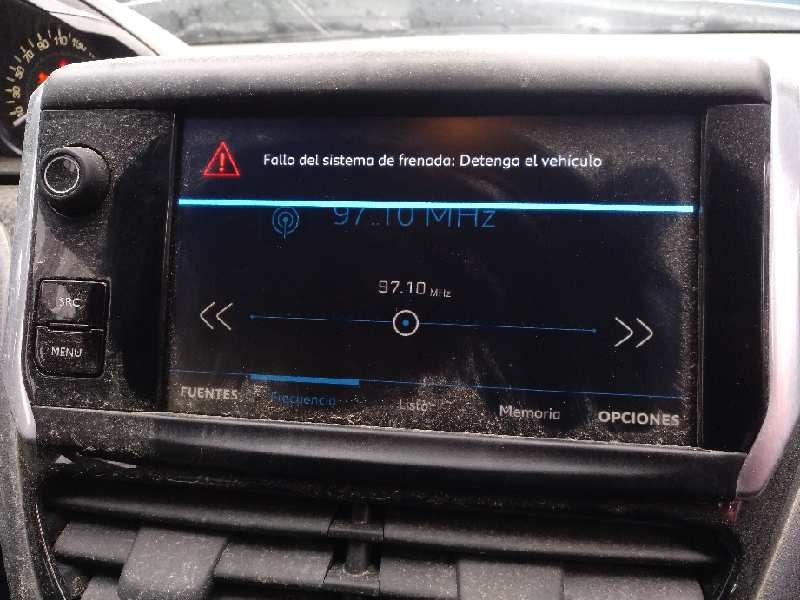 Fallo del sistema de frenada: Detenga el vehículo
97.10 MHz
97.10 MHz
SRC
MENU
FUENTES
Frecuencia
Lista
Memoria
OPCIONES